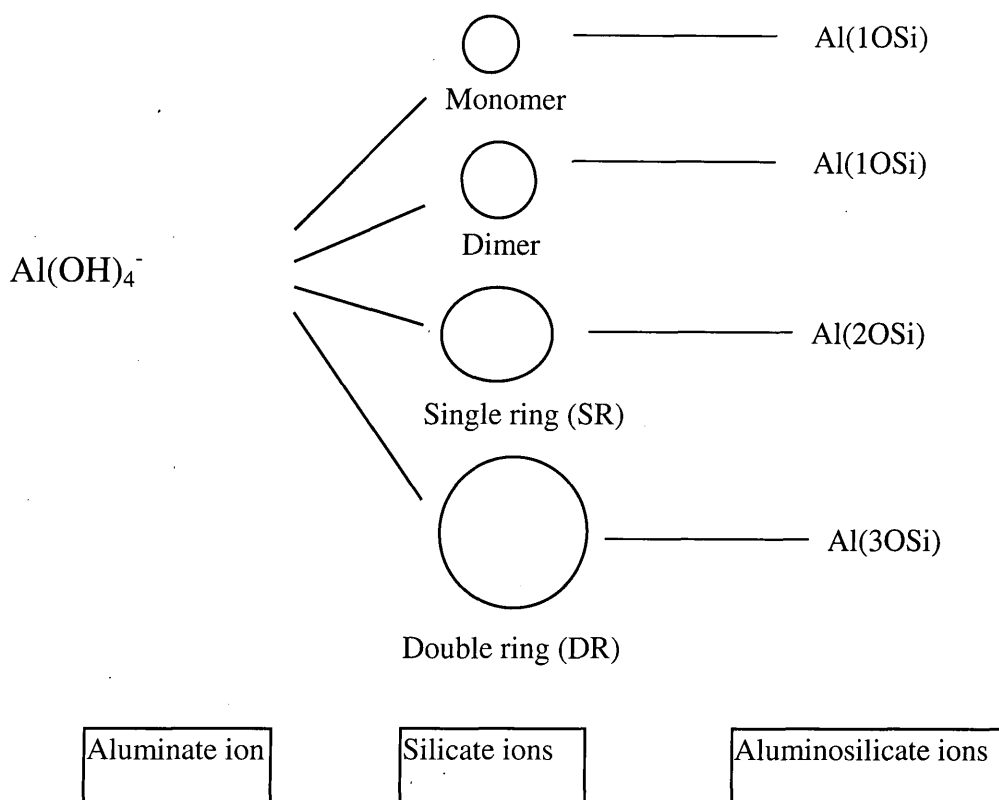 Al(1OSi)
Monomer
Al(1OSi)
Dimer
Al(OH)₄⁻
Al(2OSi)
Single ring (SR)
Al(3OSi)
Double ring (DR)
Aluminate ion
Silicate ions
Aluminosilicate ions